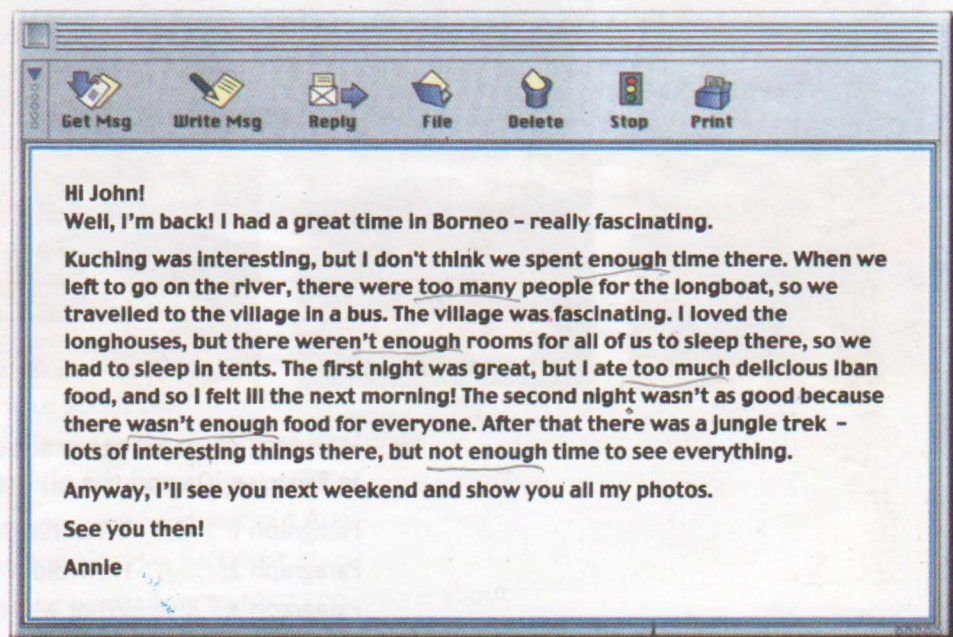 Get Msg Write Msg Reply File Delete Stop Print
Hi John!
Well, I'm back! I had a great time in Borneo – really fascinating.
Kuching was interesting, but I don't think we spent enough time there. When we
left to go on the river, there were too many people for the longboat, so we
travelled to the village in a bus. The village was fascinating. I loved the
longhouses, but there weren't enough rooms for all of us to sleep there, so we
had to sleep in tents. The first night was great, but I ate too much delicious Iban
food, and so I felt ill the next morning! The second night wasn't as good because
there wasn't enough food for everyone. After that there was a jungle trek –
lots of interesting things there, but not enough time to see everything.
Anyway, I'll see you next weekend and show you all my photos.
See you then!
Annie